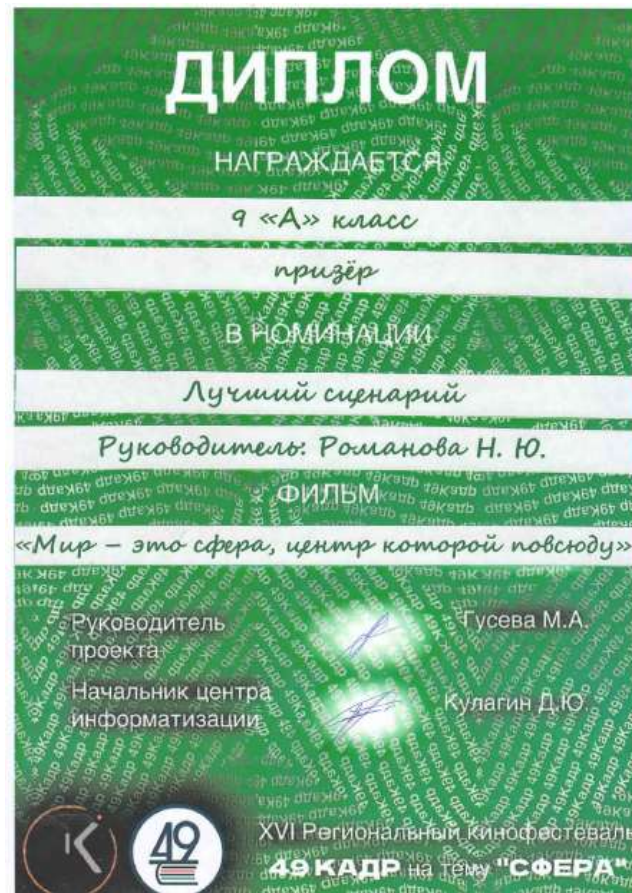 ДИПЛОМ
НАГРАЖДАЕТСЯ
9 «А» класс
призёр
В НОМИНАЦИИ
Лучший сценарий
Руководитель: Романова Н. Ю.
ФИЛЬМ
«Мир – это сфера, центр которой повсюду»
Руководитель
проекта
Гусева М.А.
Начальник центра
информатизации
Кулагин Д.Ю.
К
49
XVI Региональный кинофестеваль
49 КАДР на тему "СФЕРА"